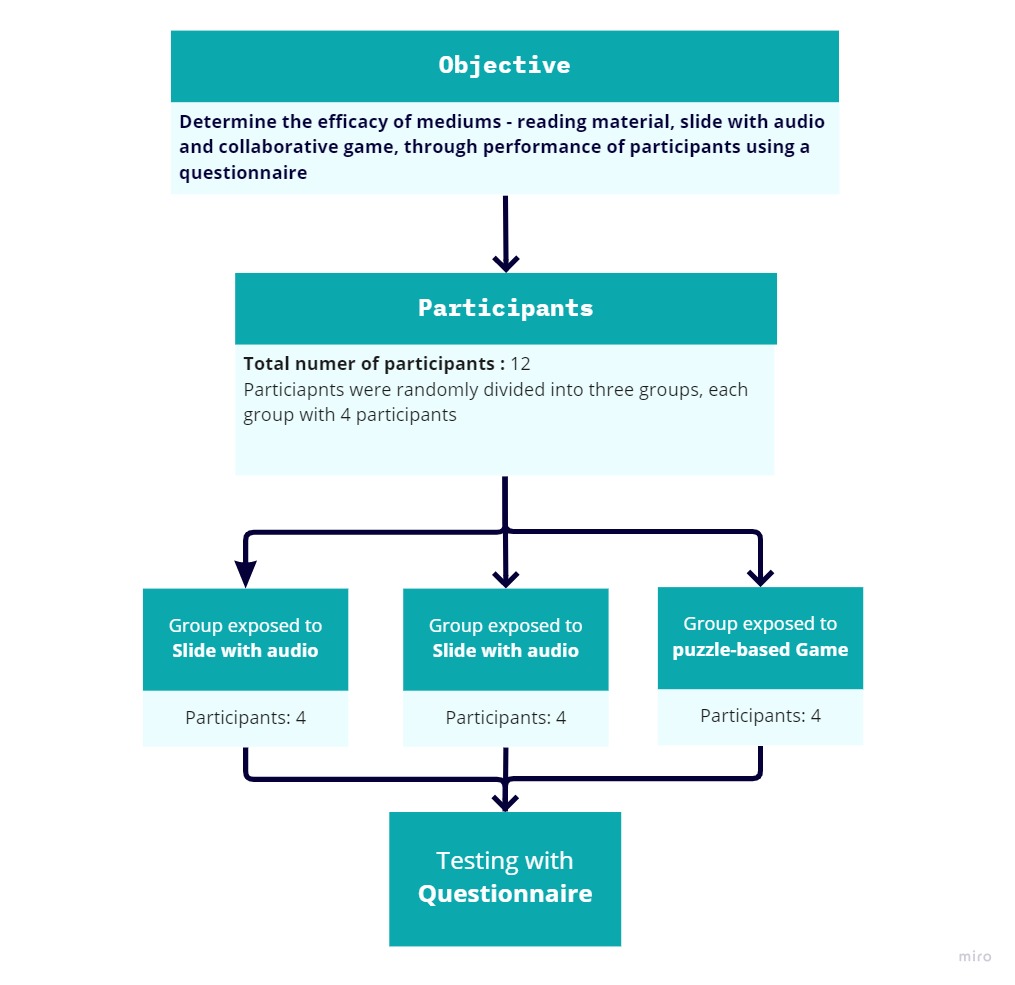 Objective
Determine the efficacy of mediums - reading material, slide with audio
and collaborative game, through performance of participants using a
questionnaire
Participants
Total numer of participants : 12
Particiapnts were randomly divided into three groups, each
group with 4 participants
Group exposed to
Slide with audio
Participants: 4
Group exposed to
Slide with audio
Participants: 4
Group exposed to
puzzle-based Game
Participants: 4
Testing with
Questionnaire
miro